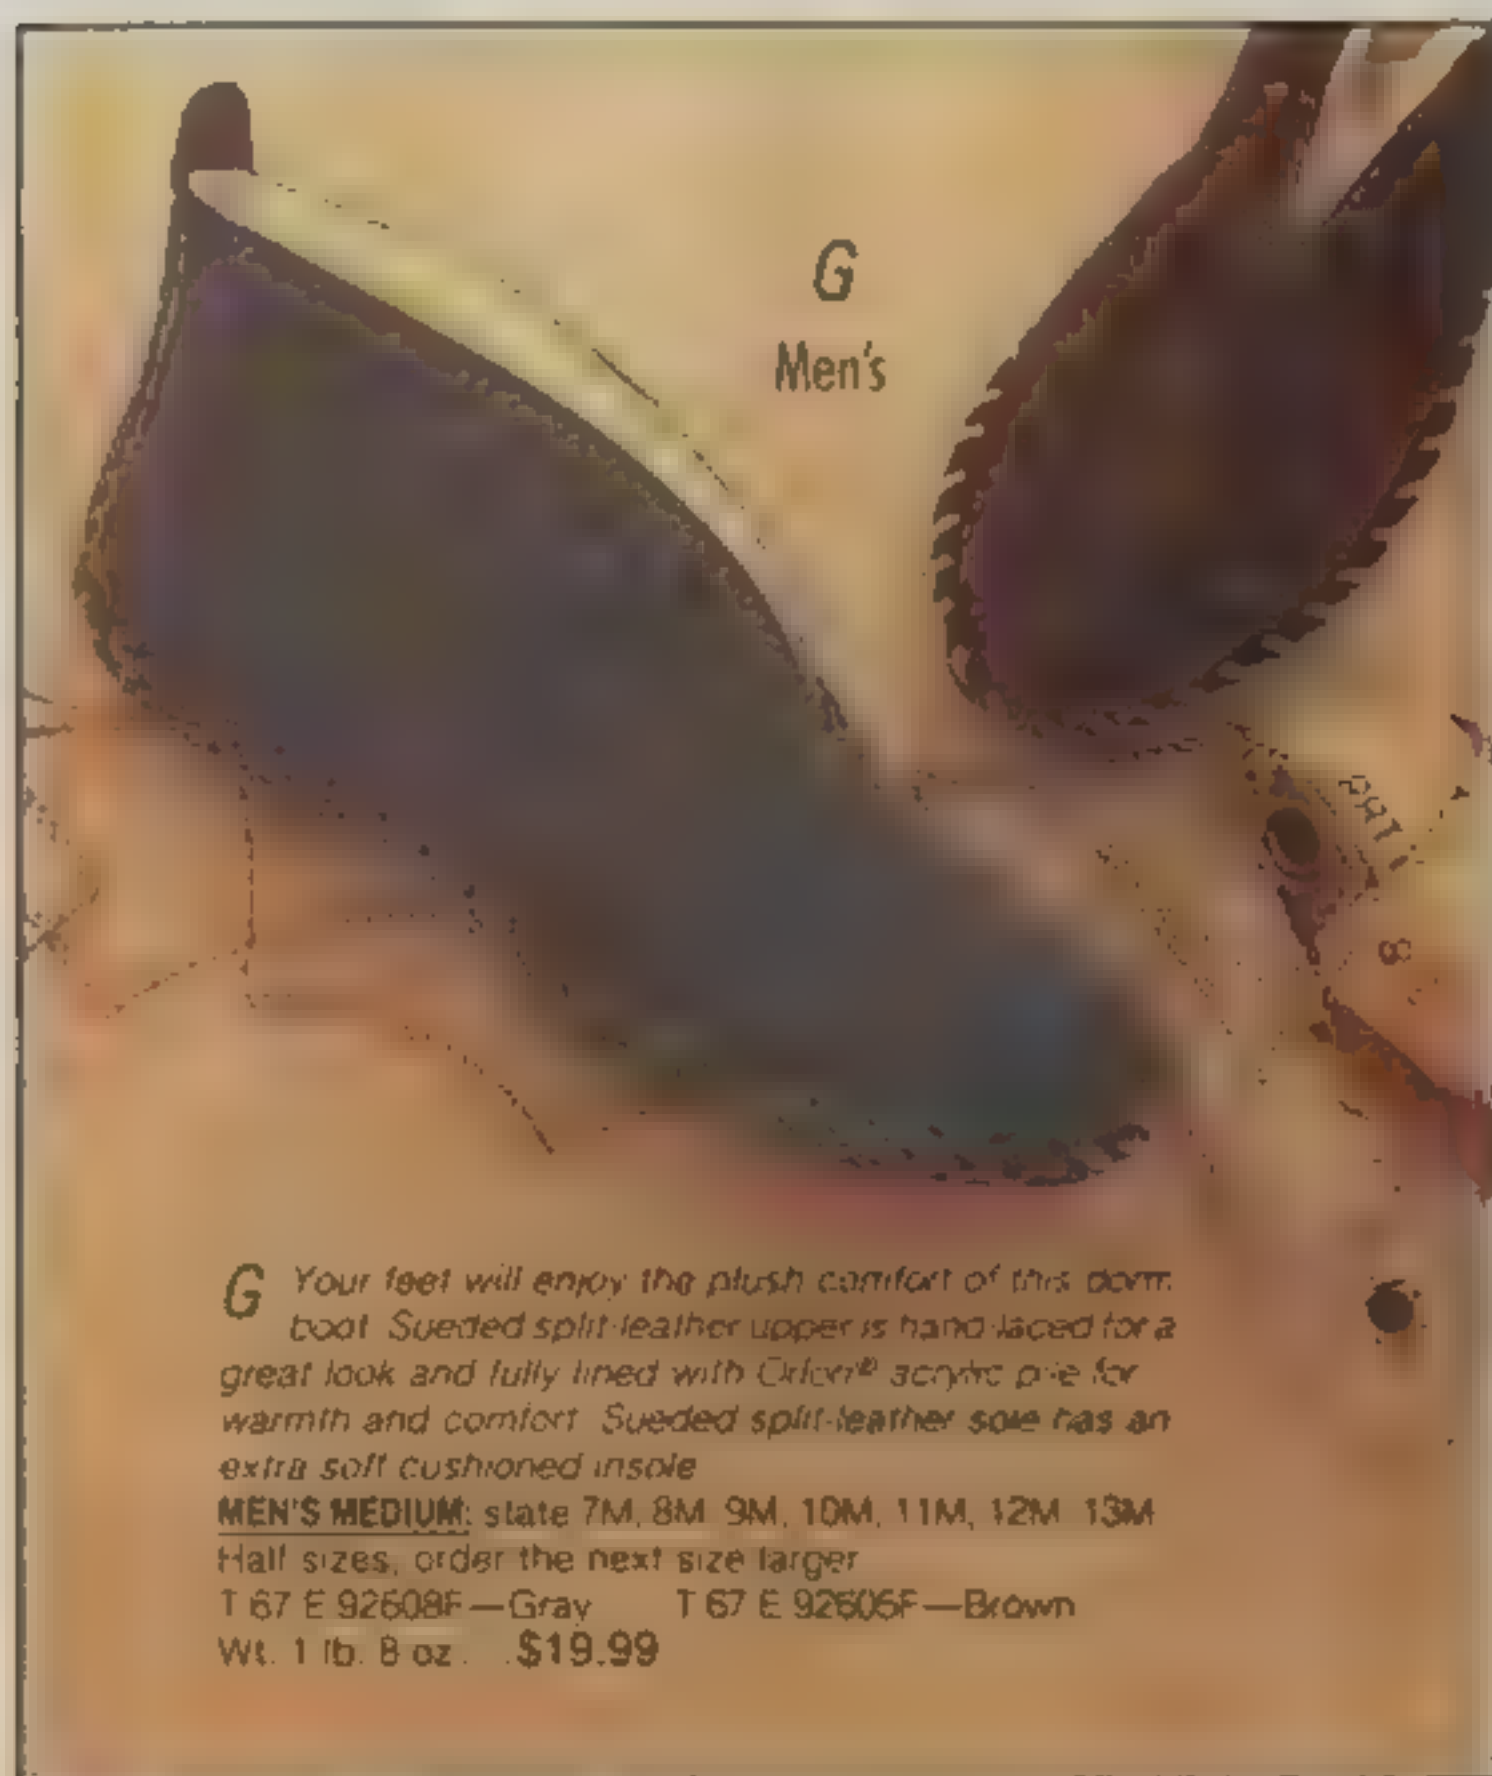 G
Men's
G Your feet will enjoy the plush comfort of this dorm
boot Sueded split-leather upper is hand-laced for a
great look and fully lined with Orlon® acrylic pile for
warmth and comfort Sueded split-leather sole has an
extra soft cushioned insole
MEN'S MEDIUM: state 7M, 8M, 9M, 10M, 11M, 12M, 13M
Half sizes, order the next size larger
T 67 E 92608F—Gray T 67 E 92605F—Brown
Wt. 1 lb. 8 oz. $19.99